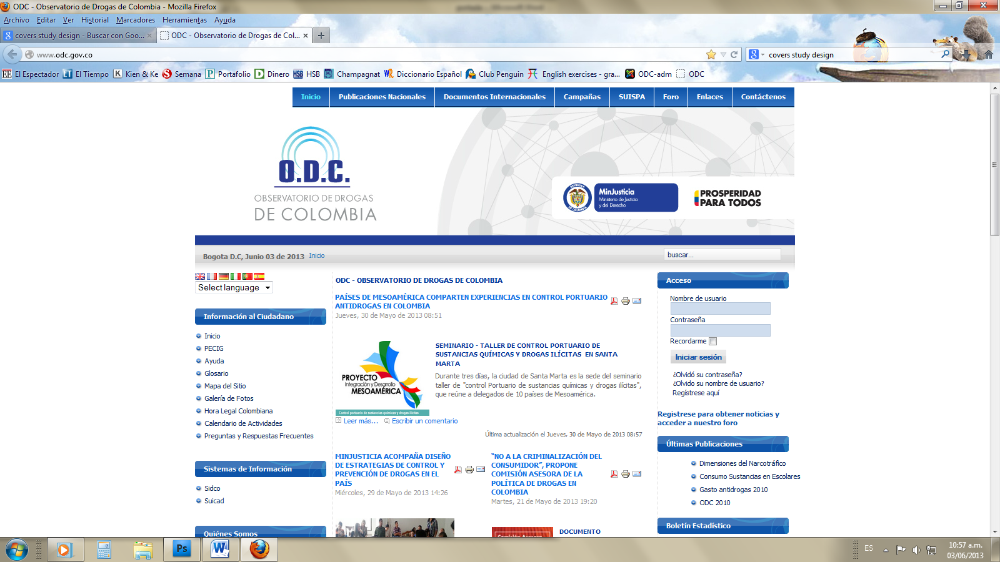 ODC - Observatorio de Drogas de Colombia - Mozilla Firefox
Archivo Editar Ver Historial Marcadores Herramientas Ayuda
covers study design - Buscar con Goo...
ODC - Observatorio de Drogas de Col...
www.odc.gov.co
covers study design
El Espectador El Tiempo Kien & Ke Semana Portafolio Dinero HSB Champagnat Diccionario Español Club Penguin English exercises - gra... ODC-adm ODC
Inicio Publicaciones Nacionales Documentos Internacionales Campañas SUISPA Foro Enlaces Contáctenos
O.D.C.
OBSERVATORIO DE DROGAS
DE COLOMBIA
MinJusticia
Ministerio de Justicia
y del Derecho
PROSPERIDAD
PARA TODOS
Bogota D.C, Junio 03 de 2013 Inicio
buscar...
Select language
Información al Ciudadano
Inicio
PECIG
Ayuda
Glosario
Mapa del Sitio
Galería de Fotos
Hora Legal Colombiana
Calendario de Actividades
Preguntas y Respuestas Frecuentes
Sistemas de Información
Sidco
Suicad
Quiénes Somos
ODC - OBSERVATORIO DE DROGAS DE COLOMBIA
PAÍSES DE MESOAMÉRICA COMPARTEN EXPERIENCIAS EN CONTROL PORTUARIO
ANTIDROGAS EN COLOMBIA
Jueves, 30 de Mayo de 2013 08:51
PROYECTO
Integración y Desarrollo
MESOAMÉRICA
Control portuario de sustancias químicas y drogas ilícitas
SEMINARIO - TALLER DE CONTROL PORTUARIO DE
SUSTANCIAS QUÍMICAS Y DROGAS ILÍCITAS EN SANTA
MARTA
Durante tres días, la ciudad de Santa Marta es la sede del seminario
taller de "control Portuario de sustancias químicas y drogas ilícitas",
que reúne a delegados de 10 países de Mesoamérica.
Leer más... Escribir un comentario
Última actualización el Jueves, 30 de Mayo de 2013 08:57
MINJUSTICIA ACOMPAÑA DISEÑO
DE ESTRATEGIAS DE CONTROL Y
PREVENCIÓN DE DROGAS EN EL
PAÍS
Miércoles, 29 de Mayo de 2013 14:26
“NO A LA CRIMINALIZACIÓN DEL
CONSUMIDOR”, PROPONE
COMISIÓN ASESORA DE LA
POLÍTICA DE DROGAS EN
COLOMBIA
Martes, 21 de Mayo de 2013 19:20
DOCUMENTO
Acceso
Nombre de usuario
Contraseña
Recordarme
Iniciar sesión
¿Olvidó su contraseña?
¿Olvido su nombre de usuario?
Regístrese aquí
Registrese para obtener noticias y
acceder a nuestro foro
Últimas Publicaciones
Dimensiones del Narcotráfico
Consumo Sustancias en Escolares
Gasto antidrogas 2010
ODC 2010
Boletín Estadístico
ES
10:57 a.m.
03/06/2013